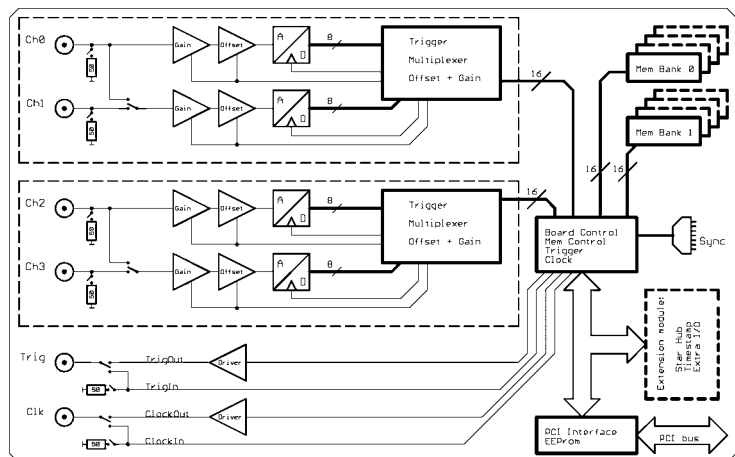 Ch0
50
Gain
Offset
A
D
8
Trigger
Multiplexer
Offset + Gain
16
Mem Bank 0
Ch1
50
Gain
Offset
A
D
8
Mem Bank 1
16
16
Ch2
50
Gain
Offset
A
D
8
Trigger
Multiplexer
Offset + Gain
16
Board Control
Mem Control
Trigger
Clock
Sync
Ch3
50
Gain
Offset
A
D
8
Extension module:
Star Hub
Timestamp
Extra I/O
Trig
TrigOut
Driver
50
TrigIn
Clk
ClockOut
Driver
50
ClockIn
PCI Interface
EEProm
PCI bus